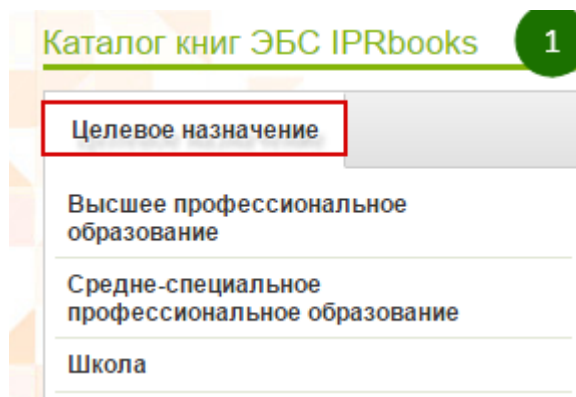 Каталог книг ЭБС IPRbooks
1
Целевое назначение
Высшее профессиональное
образование
Средне-специальное
профессиональное образование
Школа